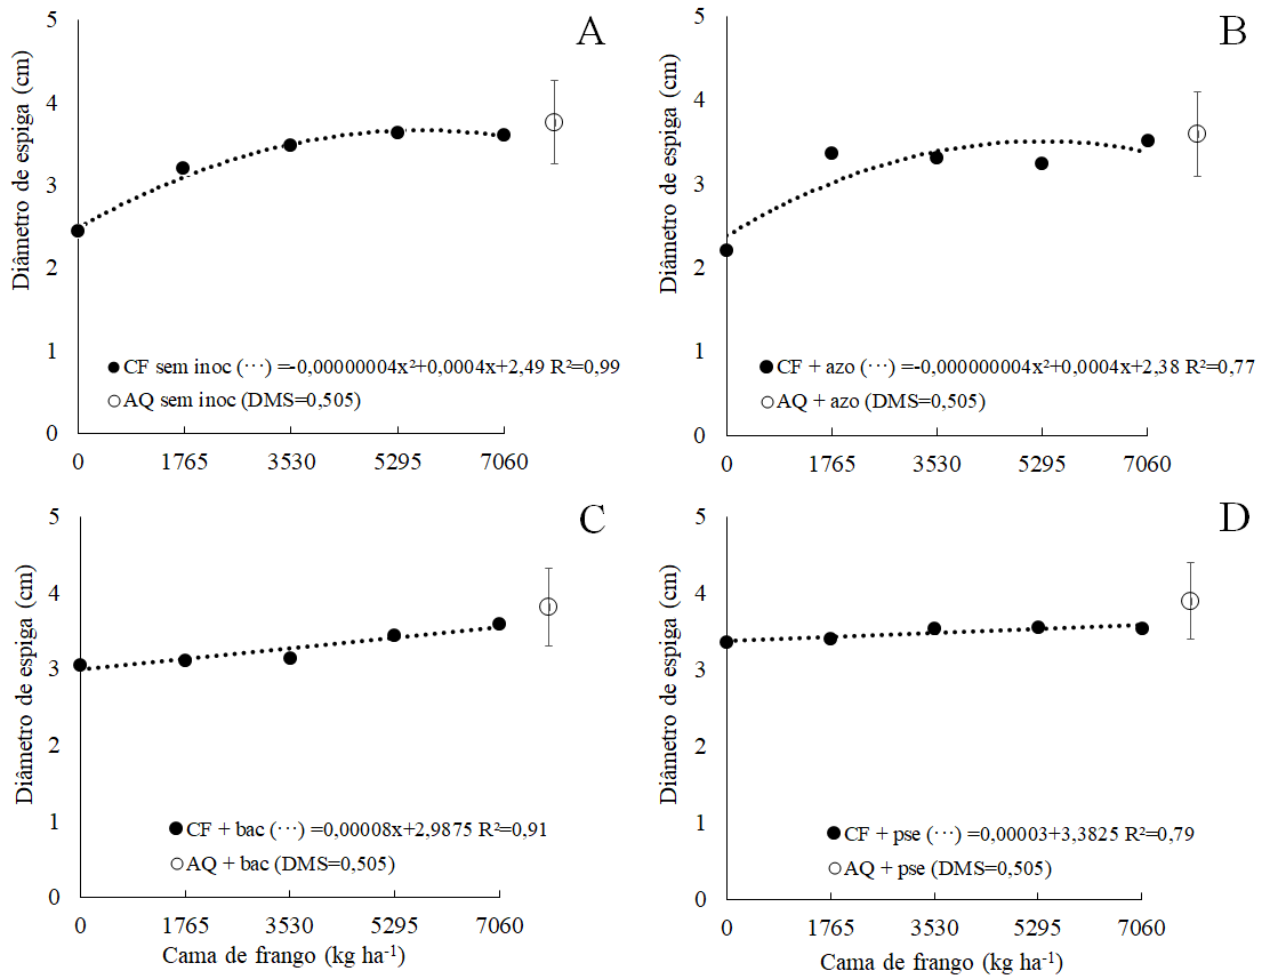 A
Diâmetro de espiga (cm)
5
4
3
2
1
0
CF sem inoc (···) =-0,00000004x²+0,0004x+2,49 R²=0,99
AQ sem inoc (DMS=0,505)
0 1765 3530 5295 7060
B
Diâmetro de espiga (cm)
5
4
3
2
1
0
CF + azo (···) =-0,000000004x²+0,0004x+2,38 R²=0,77
AQ + azo (DMS=0,505)
0 1765 3530 5295 7060
C
Diâmetro de espiga (cm)
5
4
3
2
1
0
CF + bac (···) =0,00008x+2,9875 R²=0,91
AQ + bac (DMS=0,505)
0 1765 3530 5295 7060
Cama de frango (kg ha⁻¹)
D
Diâmetro de espiga (cm)
5
4
3
2
1
0
CF + pse (···) =0,00003+3,3825 R²=0,79
AQ + pse (DMS=0,505)
0 1765 3530 5295 7060
Cama de frango (kg ha⁻¹)